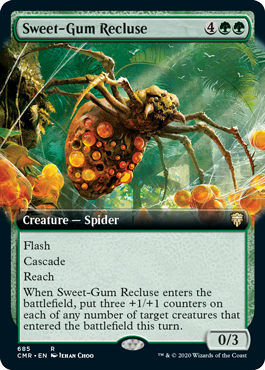 Sweet-Gum Recluse 4
Creature — Spider
Flash
Cascade
Reach
When Sweet-Gum Recluse enters the
battlefield, put three +1/+1 counters on
each of any number of target creatures that
entered the battlefield this turn.
0/3
685 R
CMR • EN Jehan Choo
™ & © 2020 Wizards of the Coast